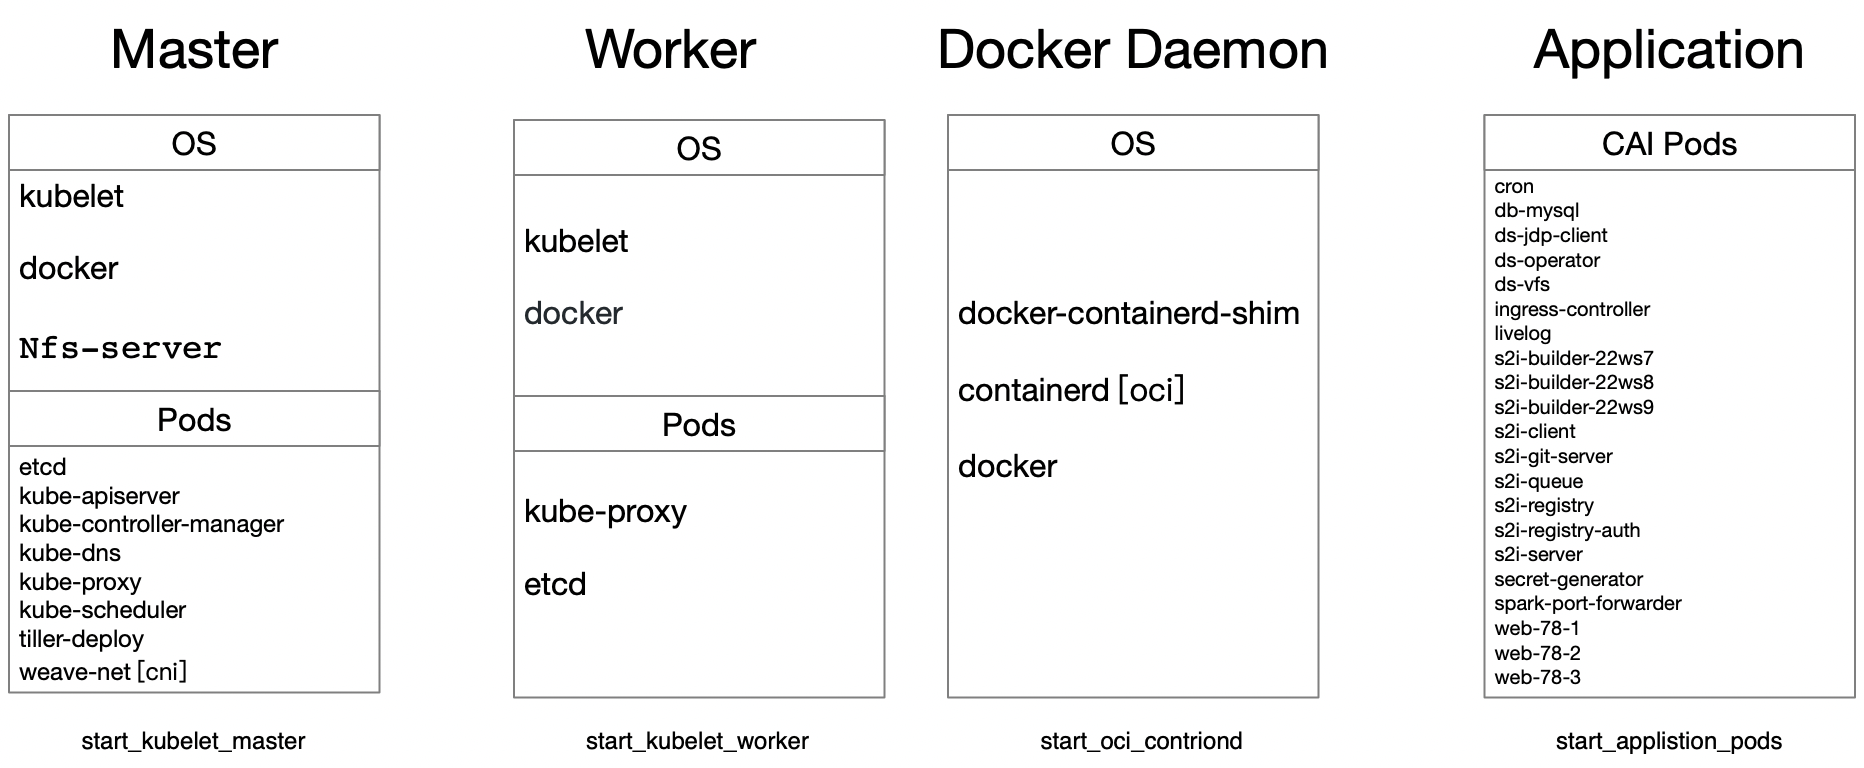 Master
OS
kubelet
docker
Nfs-server
Pods
etcd
kube-apiserver
kube-controller-manager
kube-dns
kube-proxy
kube-scheduler
tiller-deploy
weave-net [cni]
start_kubelet_master
Worker
OS
kubelet
docker
Pods
kube-proxy
etcd
start_kubelet_worker
Docker Daemon
OS
docker-containerd-shim
containerd [oci]
docker
start_oci_contriond
Application
CAI Pods
cron
db-mysql
ds-jdp-client
ds-operator
ds-vfs
ingress-controller
livelog
s2i-builder-22ws7
s2i-builder-22ws8
s2i-builder-22ws9
s2i-client
s2i-git-server
s2i-queue
s2i-registry
s2i-registry-auth
s2i-server
secret-generator
spark-port-forwarder
web-78-1
web-78-2
web-78-3
start_applistion_pods